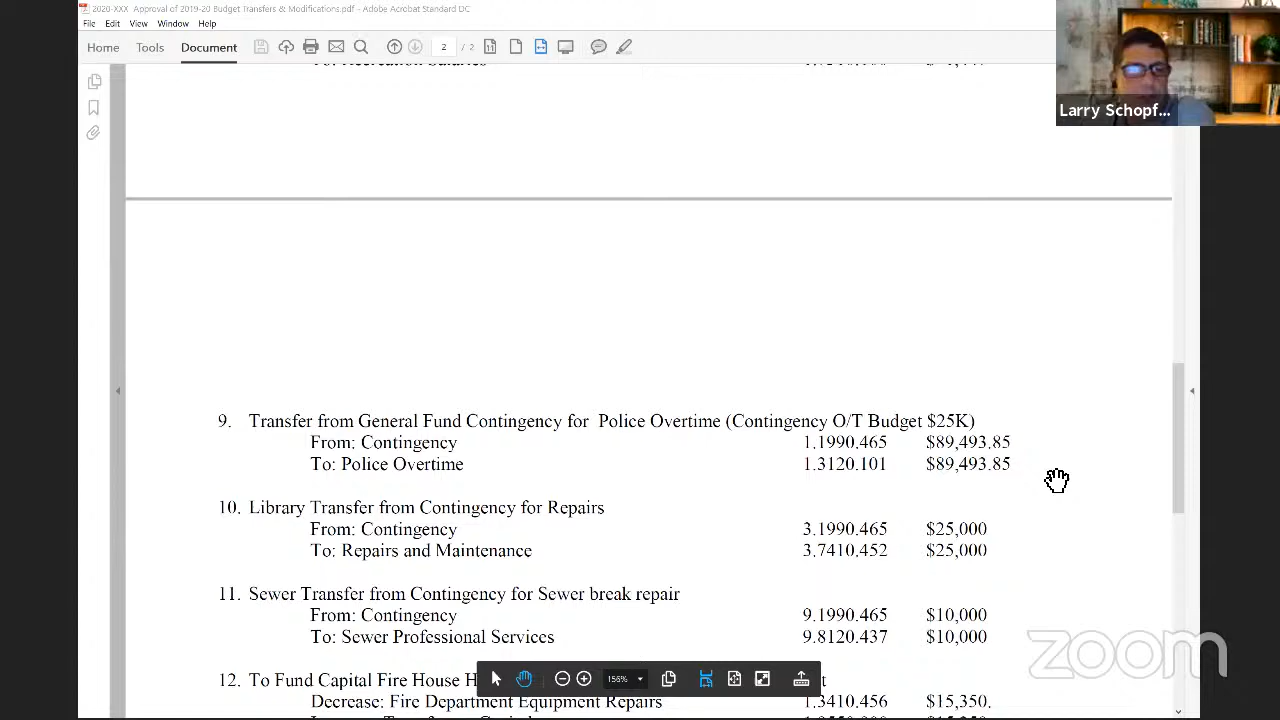 2020-XXX Approval of 2019-20 Budget Transfers & Modifications.pdf - Adobe Acrobat Standard DC
File Edit View Window Help
Home Tools Document 2 / 2
Larry Schopf...
9. Transfer from General Fund Contingency for Police Overtime (Contingency O/T Budget $25K)
From: Contingency 1.1990.465 $89,493.85
To: Police Overtime 1.3120.101 $89,493.85
10. Library Transfer from Contingency for Repairs
From: Contingency 3.1990.465 $25,000
To: Repairs and Maintenance 3.7410.452 $25,000
11. Sewer Transfer from Contingency for Sewer break repair
From: Contingency 9.1990.465 $10,000
To: Sewer Professional Services 9.8120.437 $10,000
zoom
156%
12. To Fund Capital Fire House
Decrease: Fire Department Equipment Repairs 1.3410.456 $15,350.